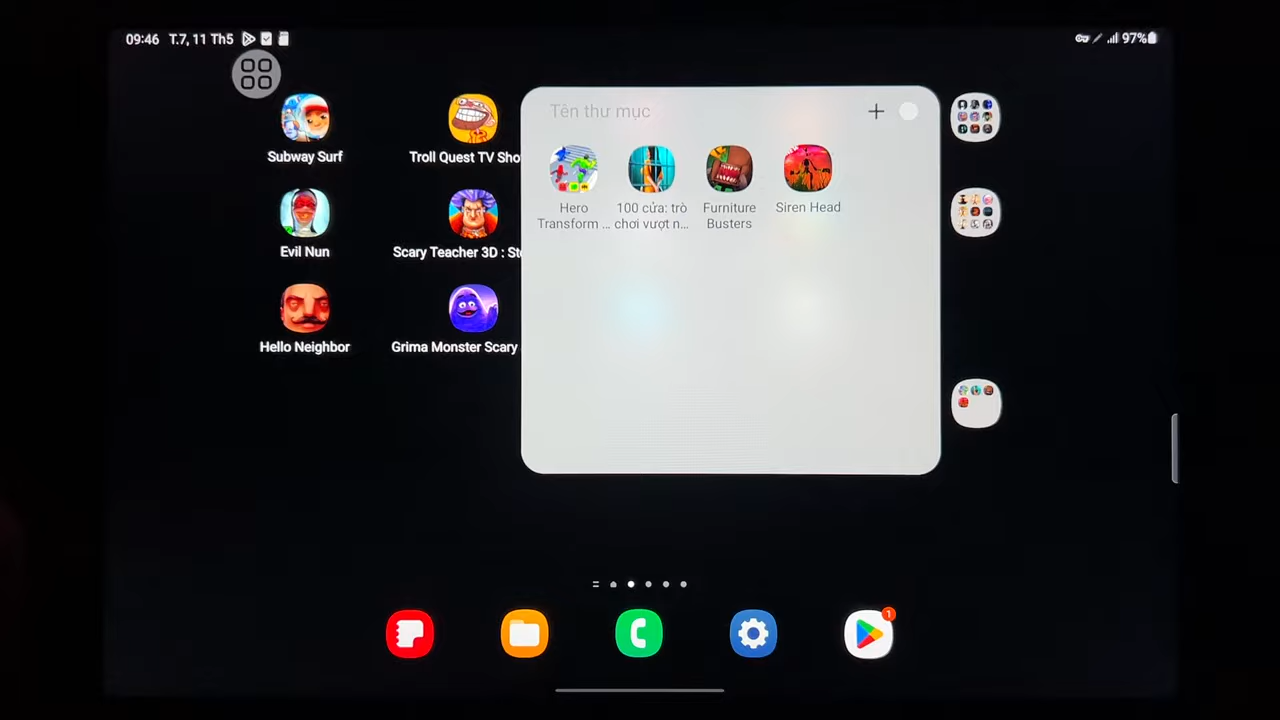 09:46 T.7, 11 Th5
97%
Subway Surf
Troll Quest TV Sho
Evil Nun
Scary Teacher 3D : St
Hello Neighbor
Grima Monster Scary
Tên thư mục
Hero
Transform ...
100 cửa: trò
chơi vượt n...
Furniture
Busters
Siren Head
1